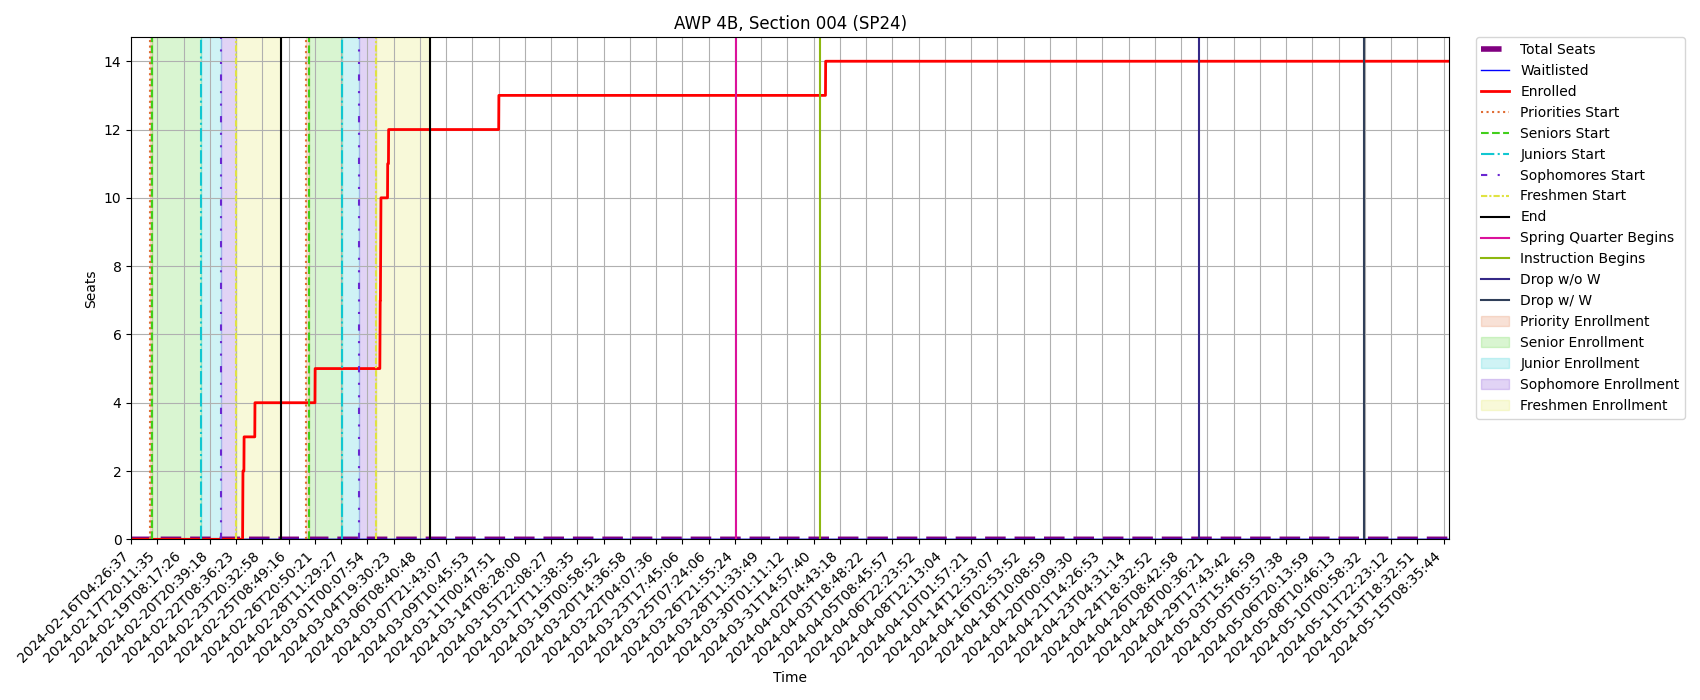 AWP 4B, Section 004 (SP24)
Seats
14
12
10
8
6
4
2
0
2024-02-16T04:26:37
2024-02-17T20:11:35
2024-02-19T08:17:26
2024-02-20T20:39:18
2024-02-22T08:36:23
2024-02-23T20:32:58
2024-02-25T08:49:16
2024-02-26T20:50:21
2024-02-28T11:29:27
2024-03-01T00:07:54
2024-03-04T19:30:23
2024-03-06T08:40:48
2024-03-07T21:43:07
2024-03-09T10:45:53
2024-03-11T00:47:51
2024-03-14T08:28:00
2024-03-15T22:08:27
2024-03-17T11:38:35
2024-03-19T00:58:52
2024-03-20T14:36:58
2024-03-22T04:07:36
2024-03-23T17:45:06
2024-03-25T07:24:06
2024-03-26T21:55:24
2024-03-28T11:33:49
2024-03-30T01:11:12
2024-03-31T14:57:40
2024-04-02T04:43:18
2024-04-03T18:48:22
2024-04-05T08:45:57
2024-04-06T22:23:52
2024-04-08T12:13:04
2024-04-10T01:57:21
2024-04-14T12:53:07
2024-04-16T02:53:52
2024-04-18T10:08:59
2024-04-20T00:09:30
2024-04-21T14:26:53
2024-04-23T04:31:14
2024-04-24T18:32:52
2024-04-26T08:42:58
2024-04-28T00:36:21
2024-04-29T17:43:42
2024-05-03T15:46:59
2024-05-05T05:57:38
2024-05-06T20:13:59
2024-05-08T10:46:13
2024-05-10T00:58:32
2024-05-11T22:23:12
2024-05-13T18:32:51
2024-05-15T08:35:44
Time
Total Seats
Waitlisted
Enrolled
Priorities Start
Seniors Start
Juniors Start
Sophomores Start
Freshmen Start
End
Spring Quarter Begins
Instruction Begins
Drop w/o W
Drop w/ W
Priority Enrollment
Senior Enrollment
Junior Enrollment
Sophomore Enrollment
Freshmen Enrollment